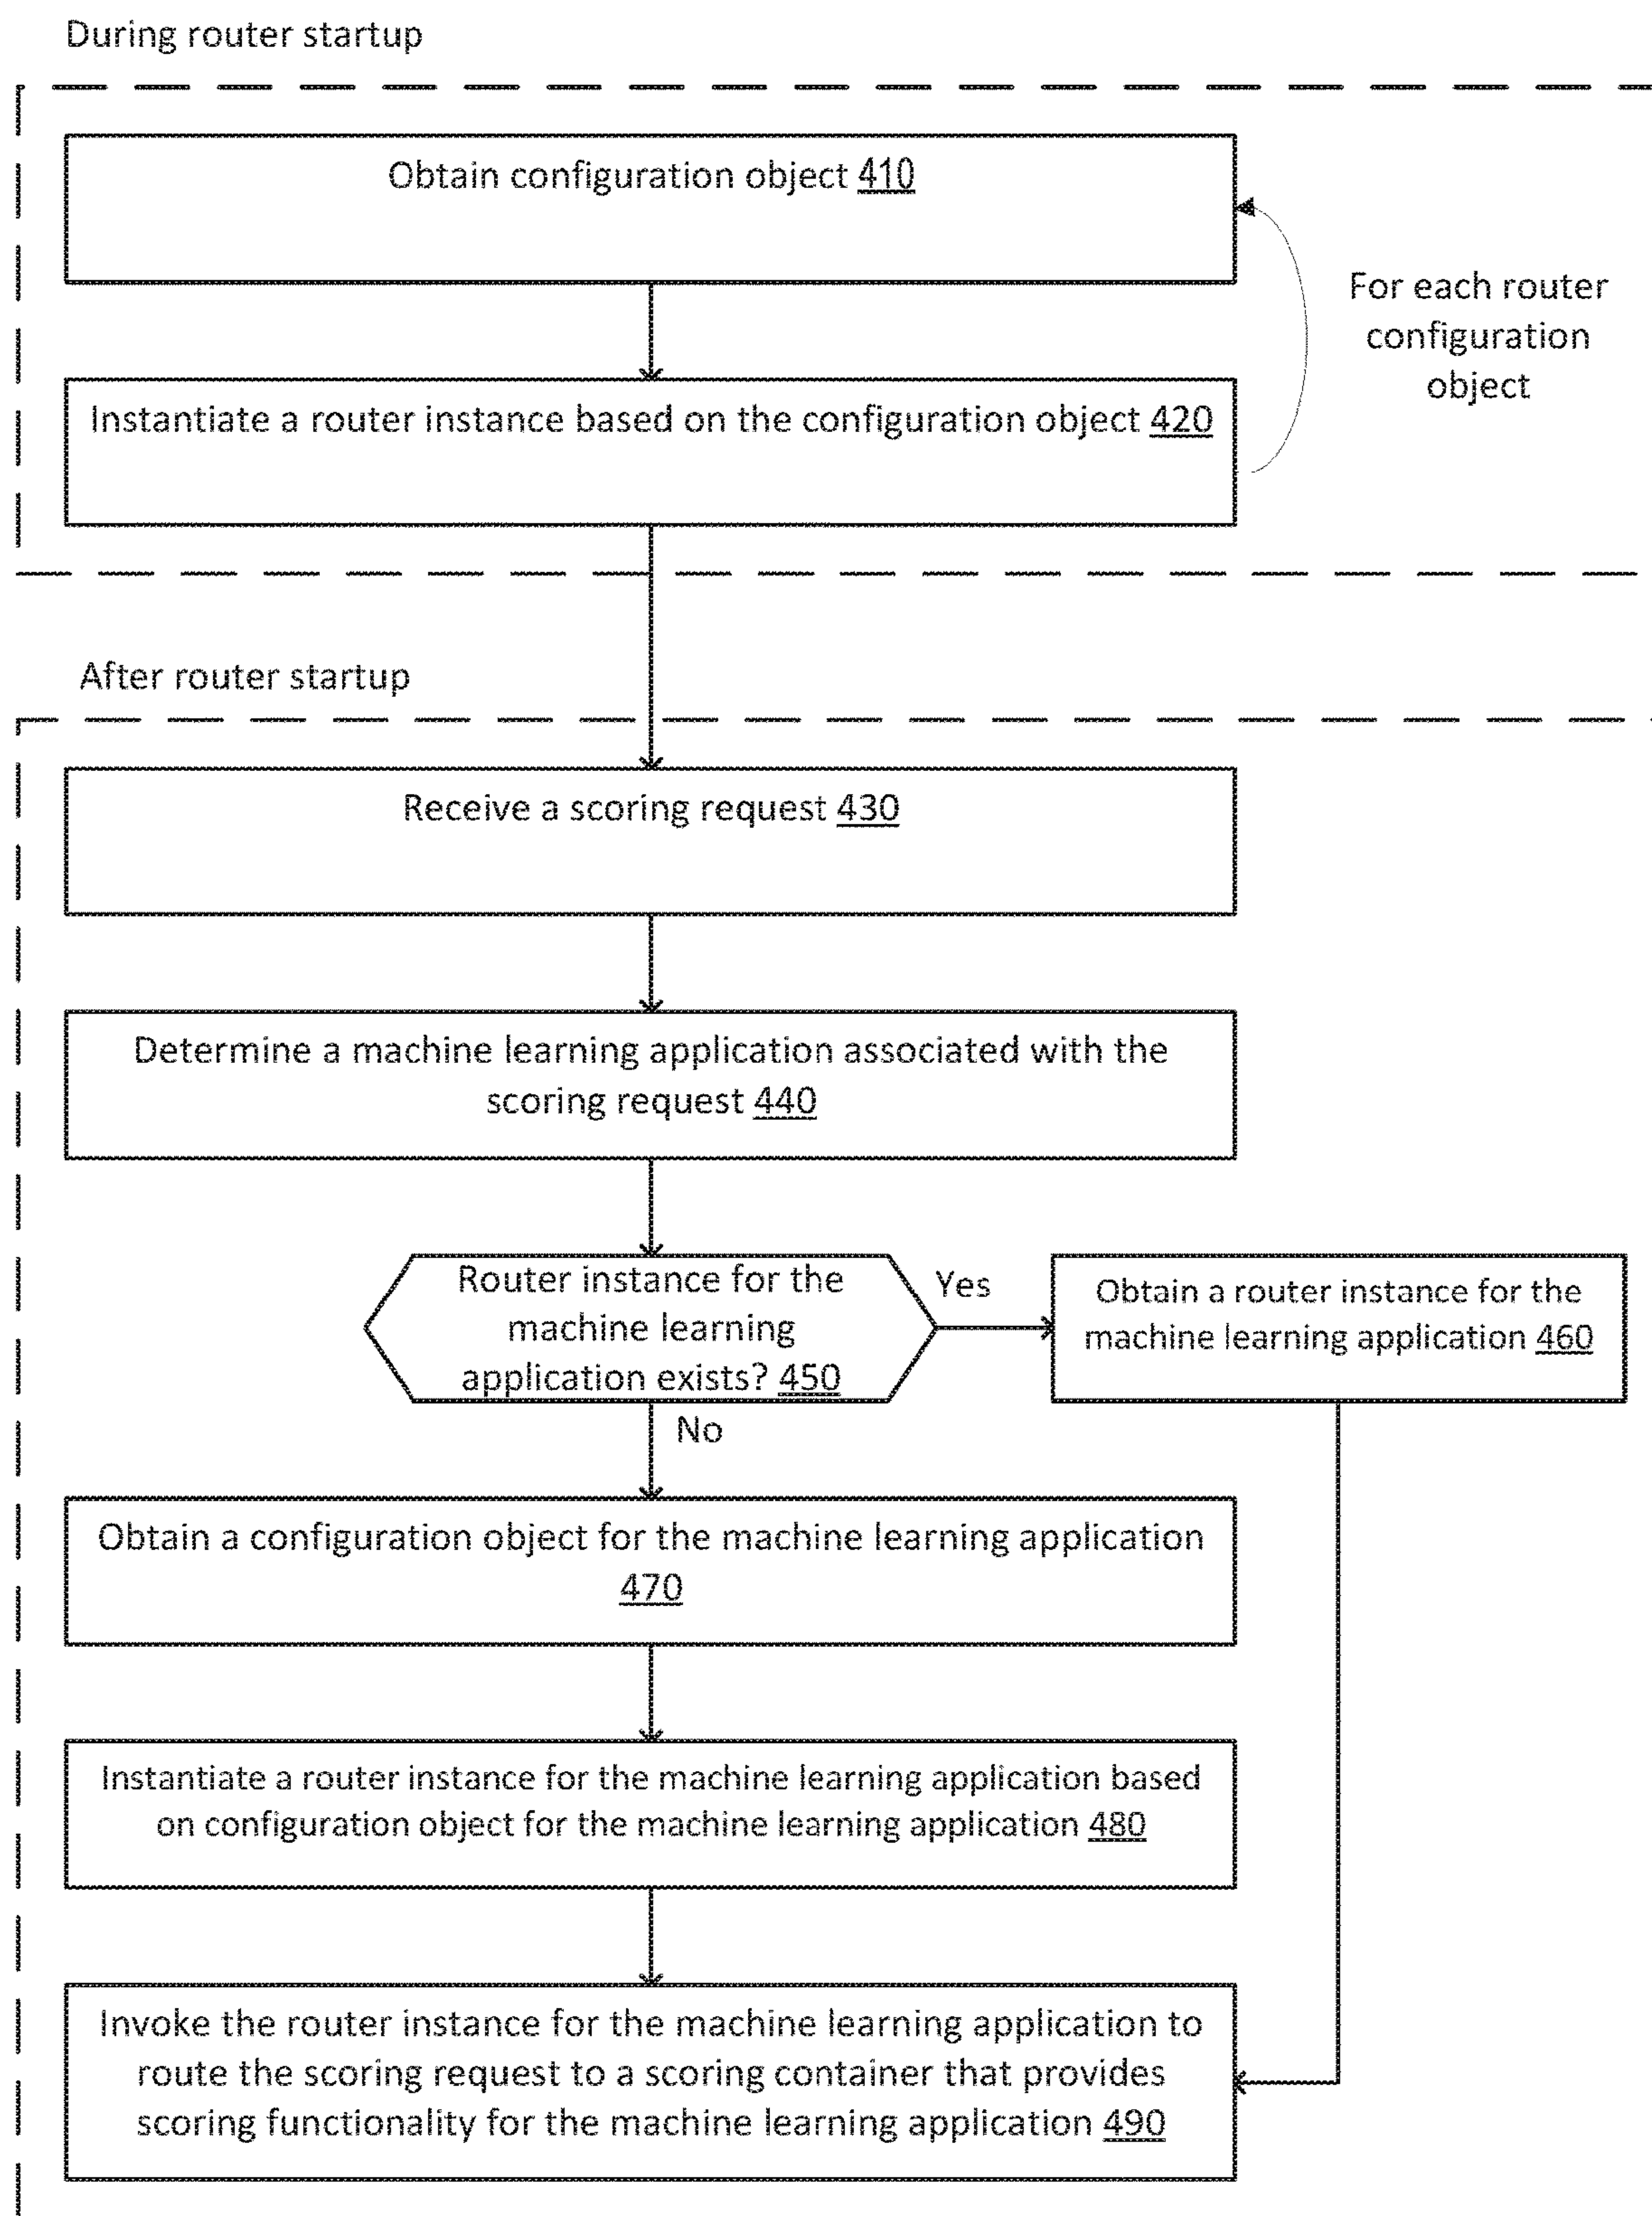 During router startup
Obtain configuration object 410
For each router
configuration
object
Instantiate a router instance based on the configuration object 420
After router startup
Receive a scoring request 430
Determine a machine learning application associated with the
scoring request 440
Router instance for the
machine learning
application exists? 450
Yes
Obtain a router instance for the
machine learning application 460
No
Obtain a configuration object for the machine learning application
470
Instantiate a router instance for the machine learning application based
on configuration object for the machine learning application 480
Invoke the router instance for the machine learning application to
route the scoring request to a scoring container that provides
scoring functionality for the machine learning application 490